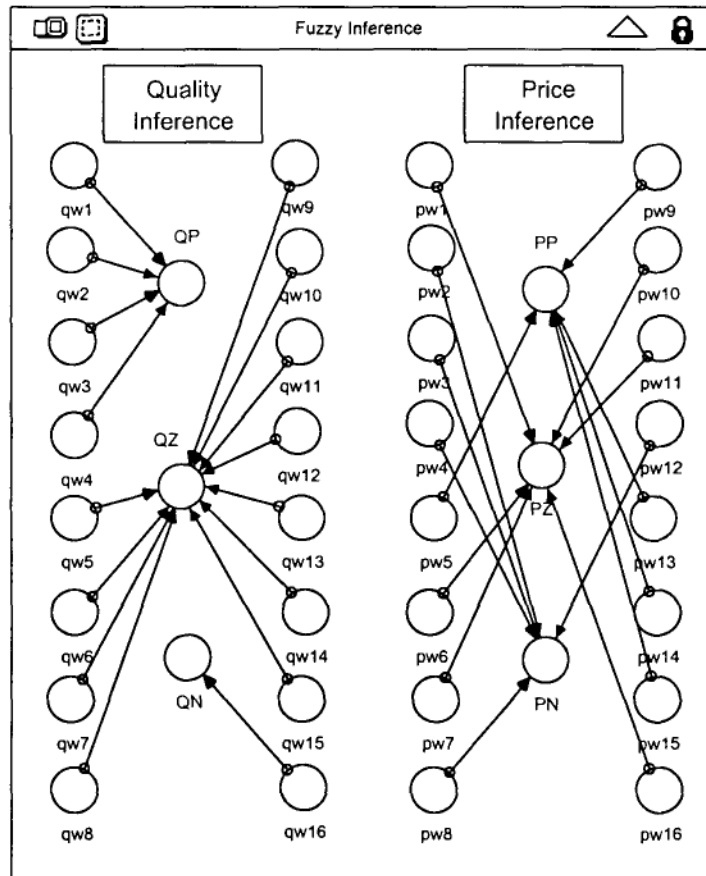 Fuzzy Inference
Quality
Inference
Price
Inference
qw1
qw9
pw1
pw9
QP
PP
qw2
qw10
pw2
pw10
qw3
qw11
pw3
pw11
QZ
qw4
qw12
pw4
pw12
PZ
qw5
qw13
pw5
pw13
qw6
qw14
pw6
pw14
QN
PN
qw7
qw15
pw7
pw15
qw8
qw16
pw8
pw16